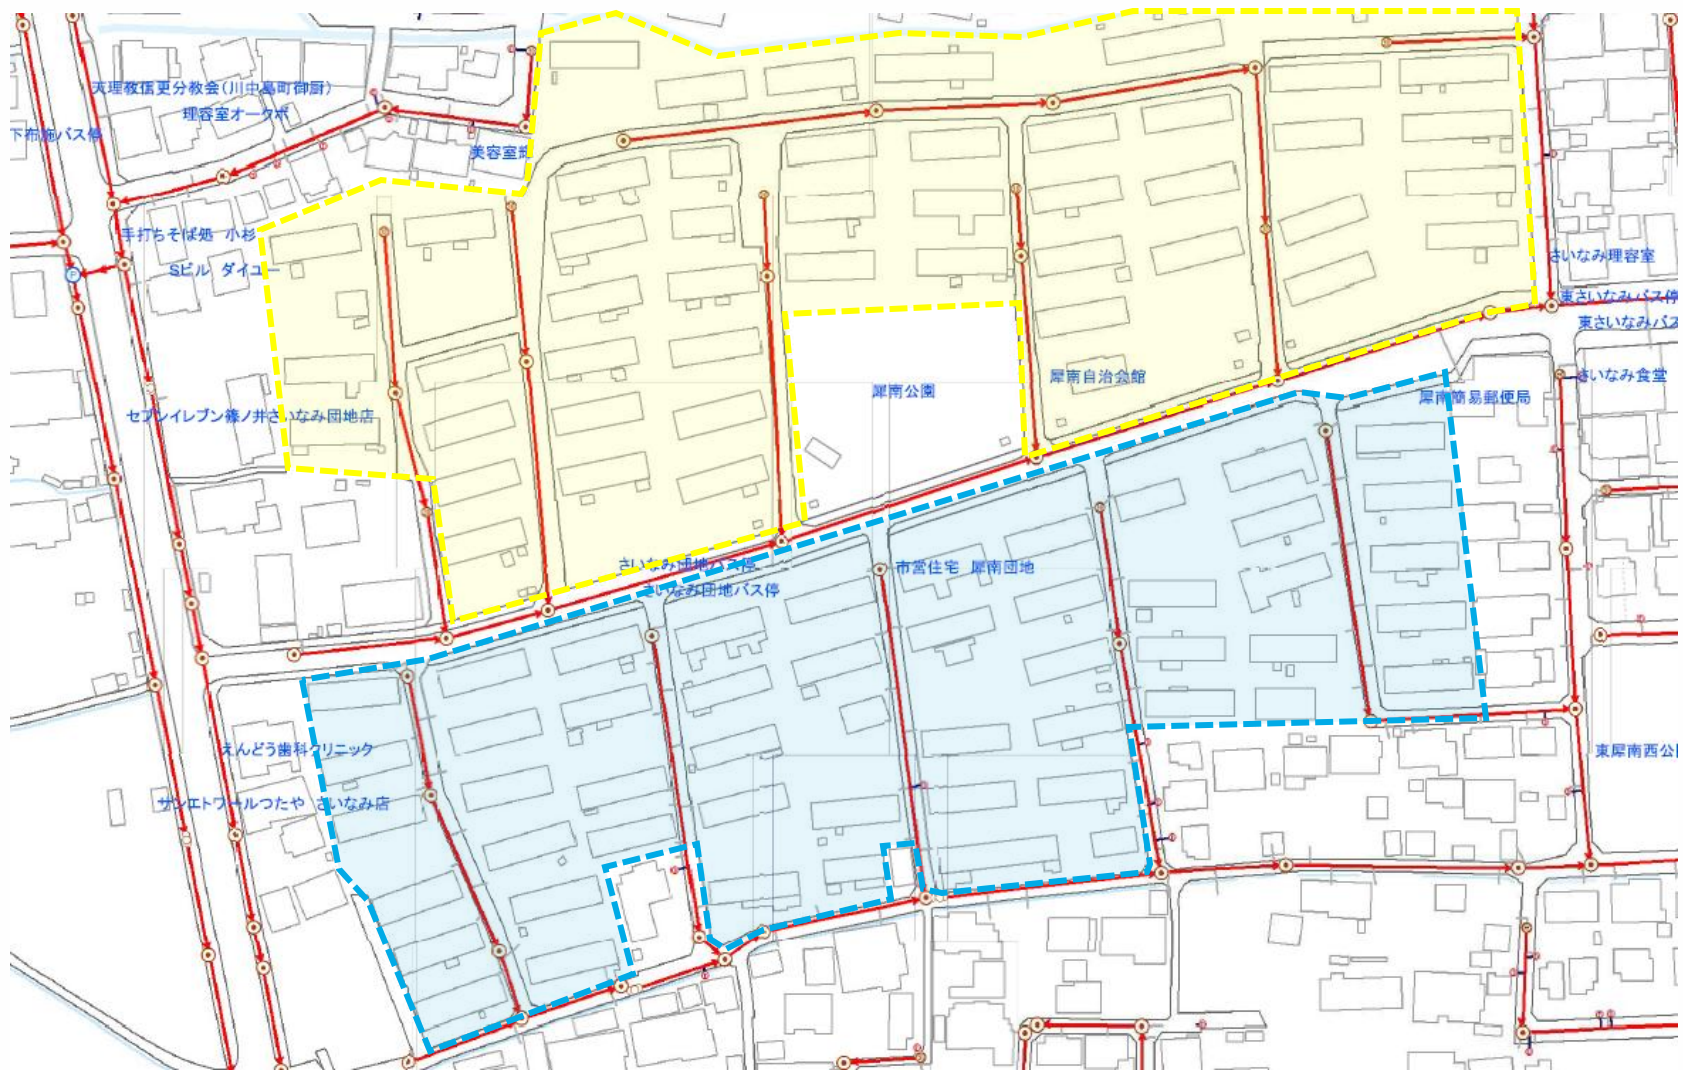 天理教信更分教会(川中島町御厨)
理容室オークボ
下布施バス停
美容室
手打ちそば処 小杉
Sビル ダイユー
さいなみ理容室
東さいなみバス停
東さいなみバス
犀南自治会館
犀南公園
さいなみ食堂
犀南簡易郵便局
セブンイレブン篠ノ井さいなみ団地店
さいなみ団地バス停
市営住宅 犀南団地
さいなみ団地バス停
えんどう歯科クリニック
東犀南西公
サンエトワールつたや さいなみ店